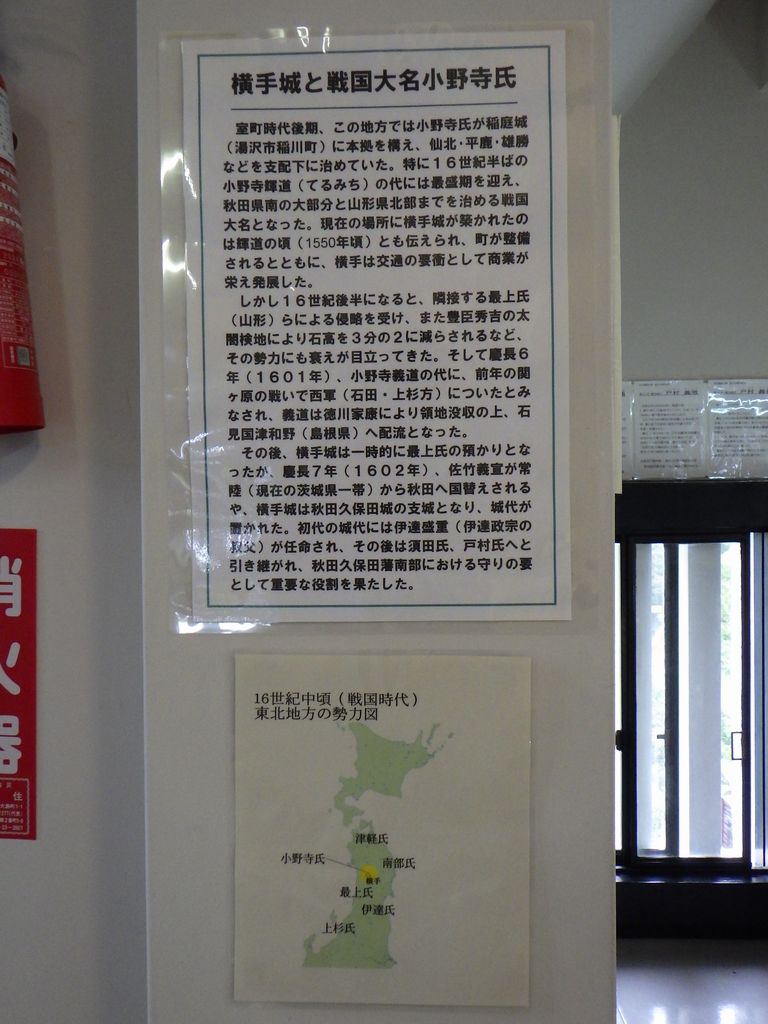 横手城と戦国大名小野寺氏
室町時代後期、この地方では小野寺氏が稲庭城
（湯沢市稲川町）に本拠を構え、仙北・平鹿・雄勝
などを支配下に治めていた。特に１６世紀半ばの
小野寺輝道（てるみち）の代には最盛期を迎え、
秋田県南の大部分と山形県北部までを治める戦国
大名となった。現在の場所に横手城が築かれたの
は輝道の頃（1550年頃）とも伝えられ、町が整備
されるとともに、横手は交通の要衝として商業が
栄え発展した。
しかし１６世紀後半になると、隣接する最上氏
（山形）らによる侵略を受け、また豊臣秀吉の太
閤検地により石高を３分の２に減らされるなど、
その勢力にも衰えが目立ってきた。そして慶長６
年（１６０１年）、小野寺義道の代に、前年の関
ヶ原の戦いで西軍（石田・上杉方）についたとみ
なされ、義道は徳川家康により領地没収の上、石
見国津和野（島根県）へ配流となった。
その後、横手城は一時的に最上氏の預かりとな
ったが、慶長７年（１６０２年）、佐竹義宣が常
陸（現在の茨城県一帯）から秋田へ国替えされる
や、横手城は秋田久保田城の支城となり、城代が
置かれた。初代の城代には伊達盛重（伊達政宗の
叔父）が任命され、その後は須田氏、戸村氏へと
引き継がれ、秋田久保田藩南部における守りの要
として重要な役割を果たした。
16世紀中頃（戦国時代）
東北地方の勢力図
津軽氏
小野寺氏
南部氏
横手
最上氏
伊達氏
上杉氏
消火器